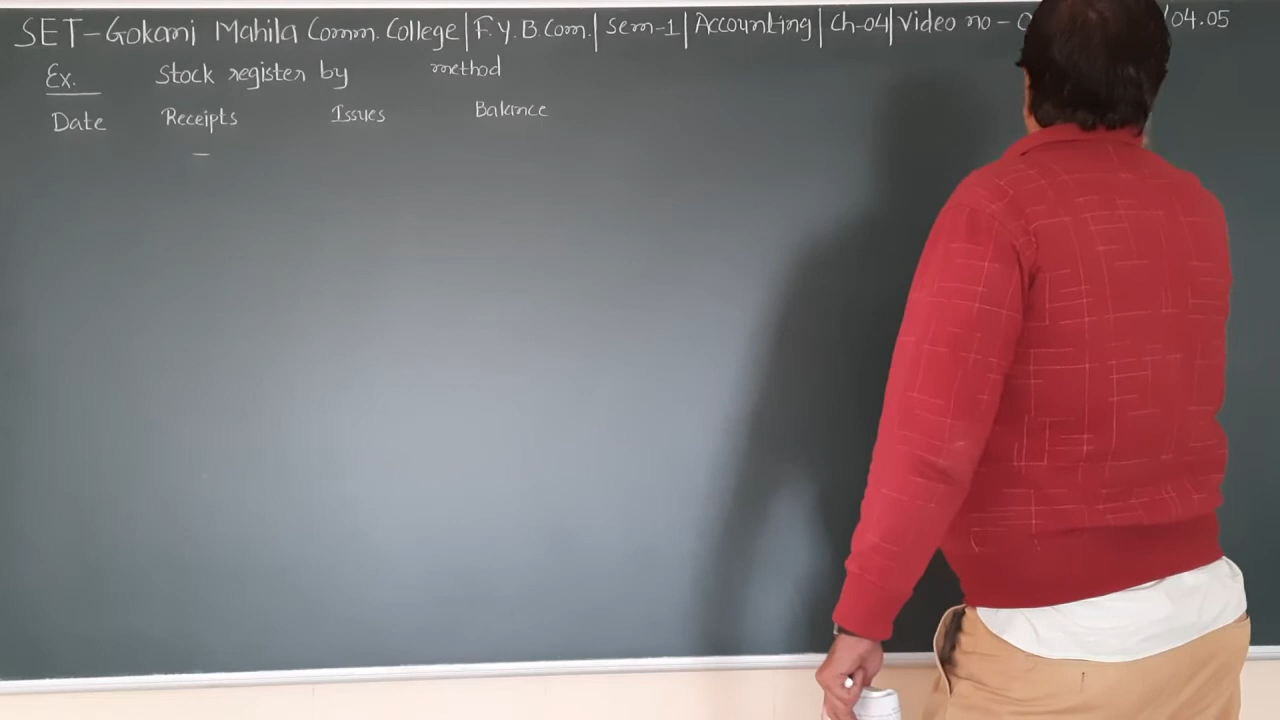 SET-Gokani Mahila Comm. College|F.Y.B.Com.|Sem-1|Accounting|Ch-04|Video no- /04.05
Ex. Stock register by method
Date Receipts Issues Balance
—